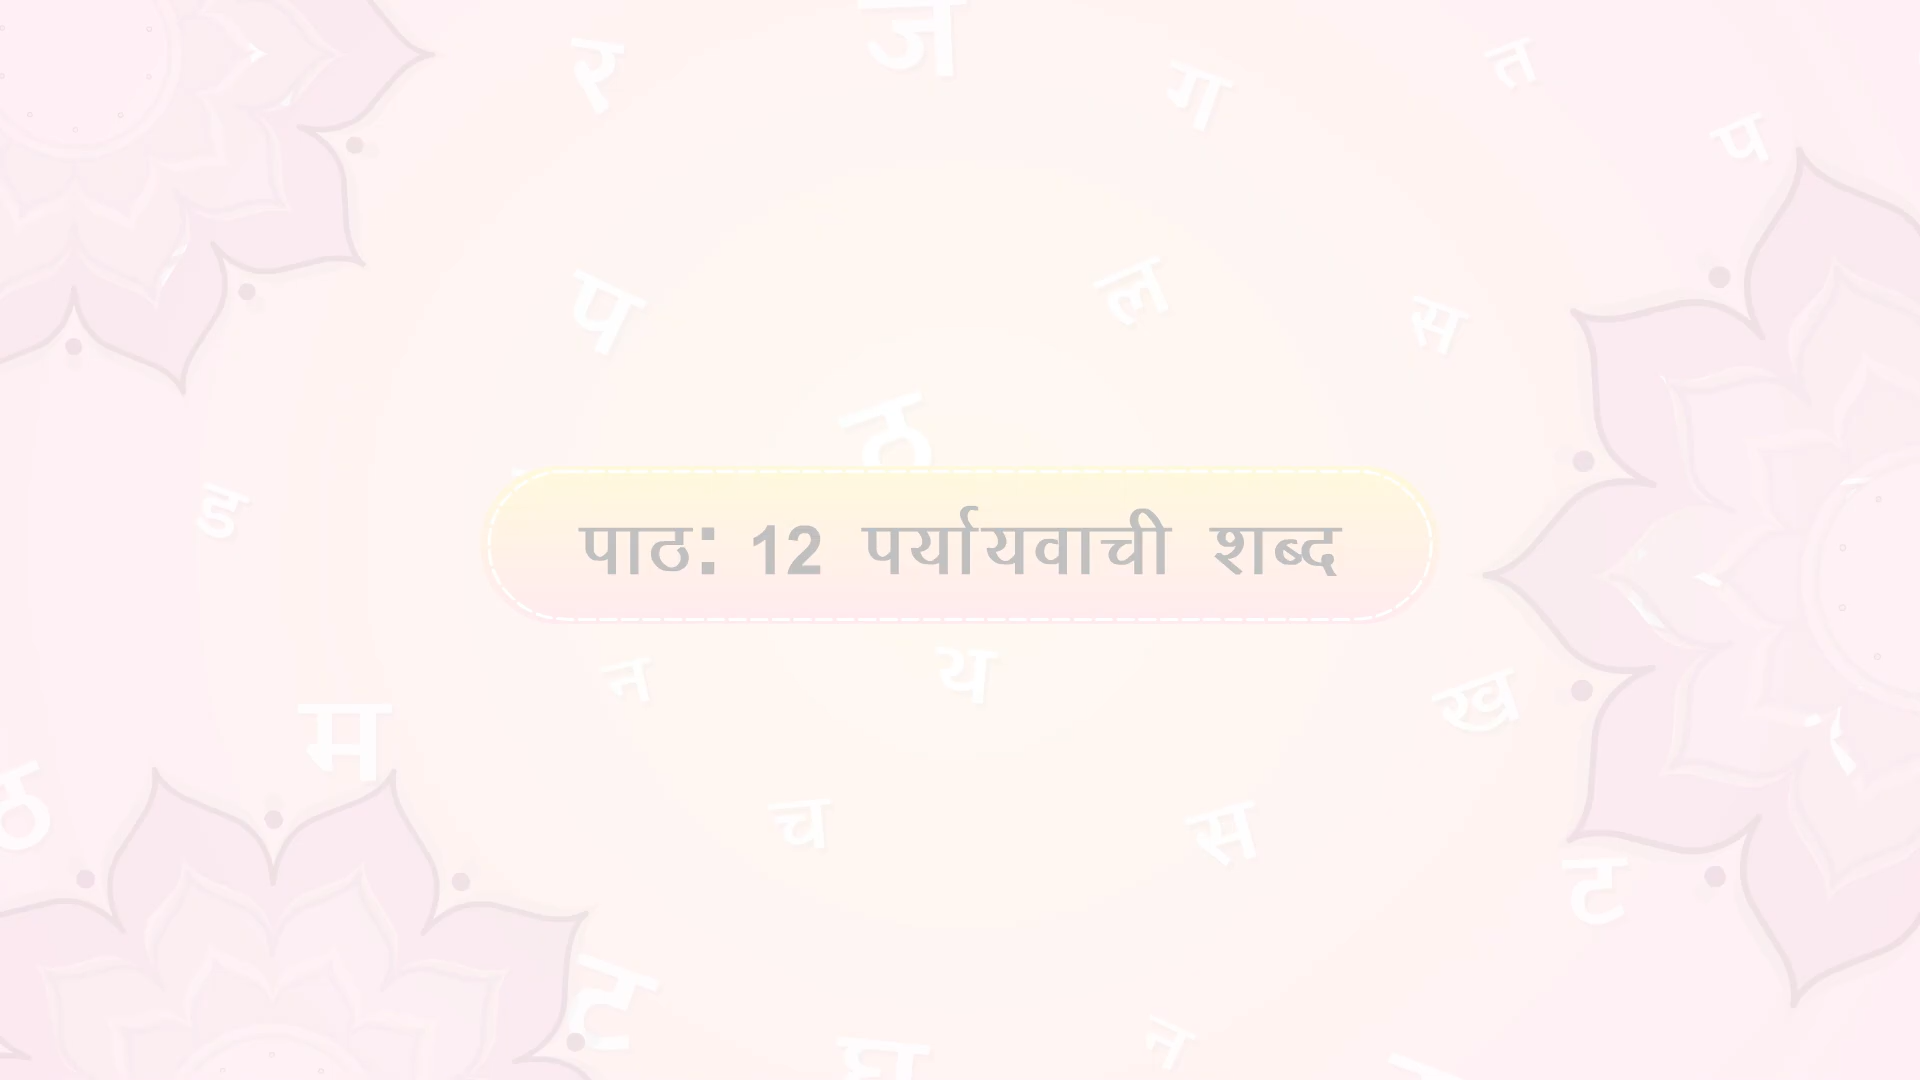 र ज ग त प
प ल स
ठ
ड
पाठ: 12 पर्यायवाची शब्द
न थ ख
म
ठ
च स
ट
ट
घ न